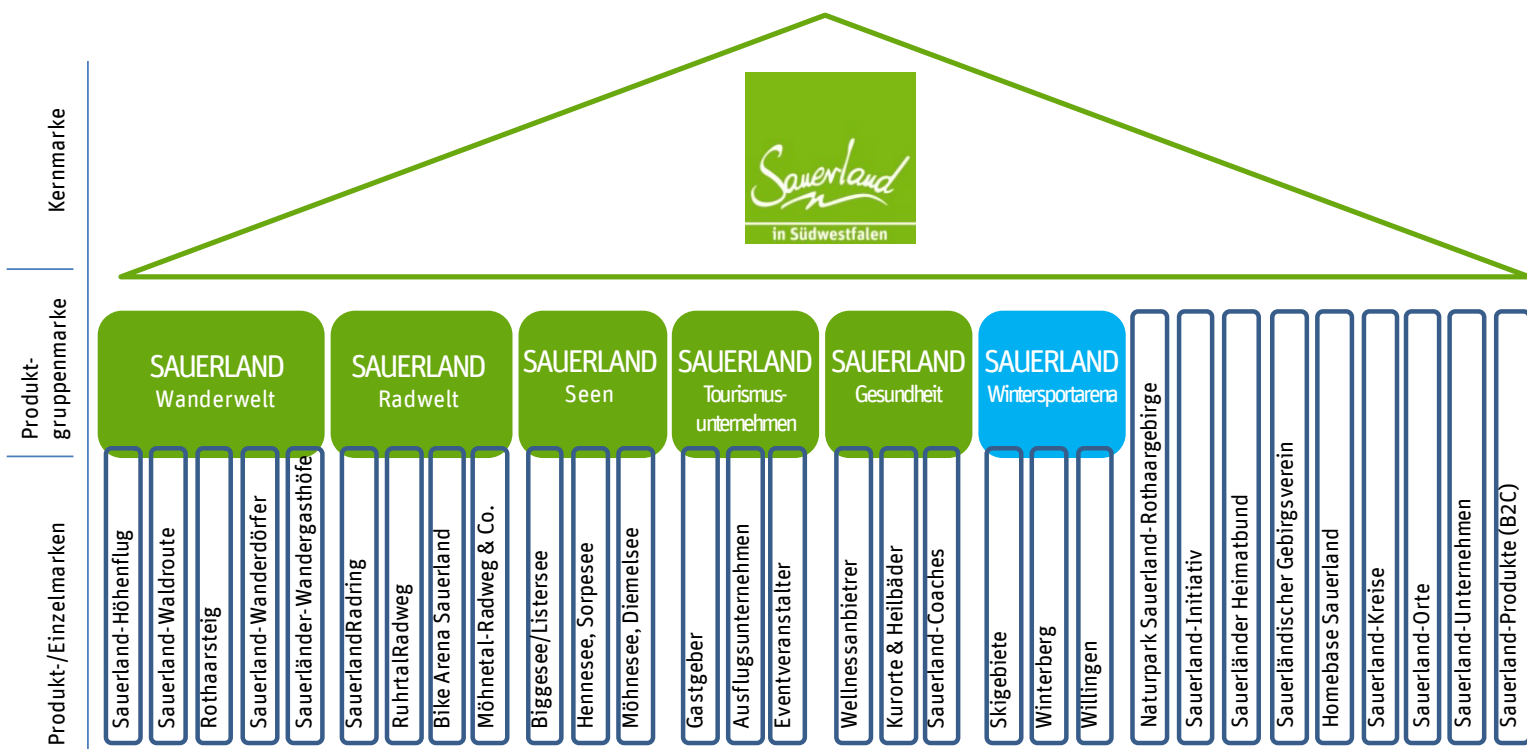 Kernmarke
Sauerland
in Südwestfalen
Produkt-
gruppenmarke
SAUERLAND
Wanderwelt
SAUERLAND
Radwelt
SAUERLAND
Seen
SAUERLAND
Tourismus-
unternehmen
SAUERLAND
Gesundheit
SAUERLAND
Wintersportarena
Produkt-/Einzelmarken
Sauerland-Höhenflug
Sauerland-Waldroute
Rothaarsteig
Sauerland-Wanderdörfer
Sauerländer-Wandergasthöfe
SauerlandRadring
RuhrtalRadweg
Bike Arena Sauerland
Möhnetal-Radweg & Co.
Biggesee/Listersee
Hennesee, Sorpesee
Möhnesee, Diemelsee
Gastgeber
Ausflugsunternehmen
Eventveranstalter
Wellnessanbietrer
Kurorte & Heilbäder
Sauerland-Coaches
Skigebiete
Winterberg
Willingen
Naturpark Sauerland-Rothaargebirge
Sauerland-Initiativ
Sauerländer Heimatbund
Sauerländischer Gebirgsverein
Homebase Sauerland
Sauerland-Kreise
Sauerland-Orte
Sauerland-Unternehmen
Sauerland-Produkte (B2C)